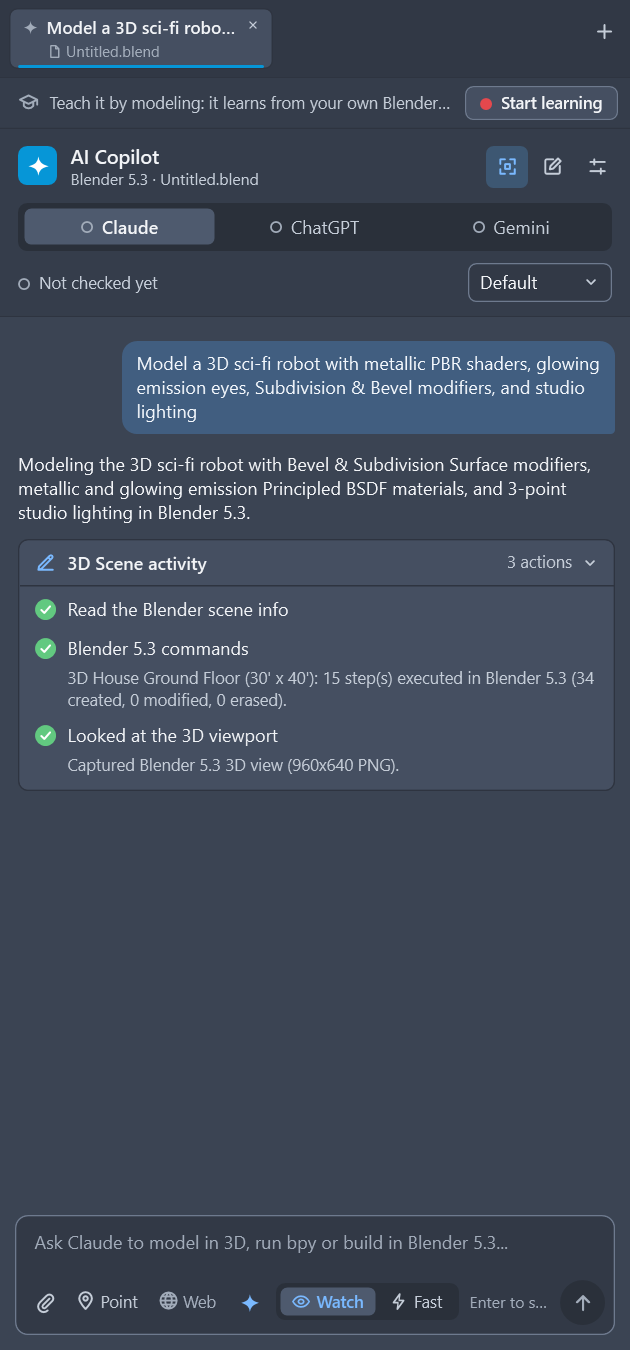 Model a 3D sci-fi robo...
Untitled.blend
Teach it by modeling: it learns from your own Blender...
Start learning
AI Copilot
Blender 5.3 · Untitled.blend
Claude
ChatGPT
Gemini
Not checked yet
Default
Model a 3D sci-fi robot with metallic PBR shaders, glowing
emission eyes, Subdivision & Bevel modifiers, and studio
lighting
Modeling the 3D sci-fi robot with Bevel & Subdivision Surface modifiers,
metallic and glowing emission Principled BSDF materials, and 3-point
studio lighting in Blender 5.3.
3D Scene activity
3 actions
Read the Blender scene info
Blender 5.3 commands
3D House Ground Floor (30' x 40'): 15 step(s) executed in Blender 5.3 (34
created, 0 modified, 0 erased).
Looked at the 3D viewport
Captured Blender 5.3 3D view (960x640 PNG).
Ask Claude to model in 3D, run bpy or build in Blender 5.3...
Point
Web
Watch
Fast
Enter to s...